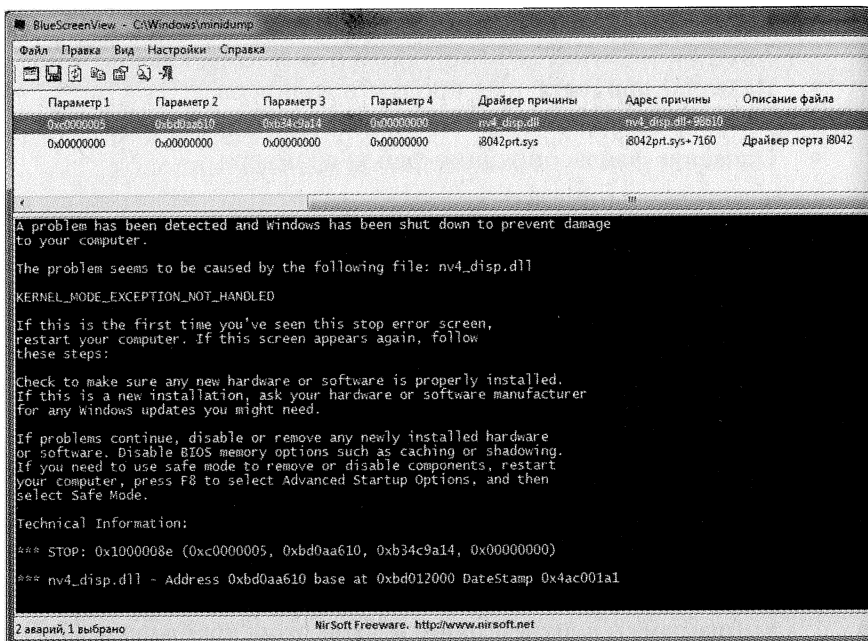 BlueScreenView - C:\Windows\minidump
Файл Правка Вид Настройки Справка
Параметр 1 Параметр 2 Параметр 3 Параметр 4 Драйвер причины Адрес причины Описание файла
0xc0000005 0xbd0aa610 0xb34c9a14 0x00000000 nv4_disp.dll nv4_disp.dll+98610
0x00000000 0x00000000 0x00000000 0x00000000 i8042prt.sys i8042prt.sys+7160 Драйвер порта i8042
A problem has been detected and Windows has been shut down to prevent damage
to your computer.
The problem seems to be caused by the following file: nv4_disp.dll
KERNEL_MODE_EXCEPTION_NOT_HANDLED
If this is the first time you've seen this stop error screen,
restart your computer. If this screen appears again, follow
these steps:
Check to make sure any new hardware or software is properly installed.
If this is a new installation, ask your hardware or software manufacturer
for any Windows updates you might need.
If problems continue, disable or remove any newly installed hardware
or software. Disable BIOS memory options such as caching or shadowing.
If you need to use safe mode to remove or disable components, restart
your computer, press F8 to select Advanced Startup Options, and then
select Safe Mode.
Technical Information:
*** STOP: 0x1000008e (0xc0000005, 0xbd0aa610, 0xb34c9a14, 0x00000000)
*** nv4_disp.dll - Address 0xbd0aa610 base at 0xbd012000 DateStamp 0x4ac001a1
2 аварий, 1 выбрано NirSoft Freeware. http://www.nirsoft.net